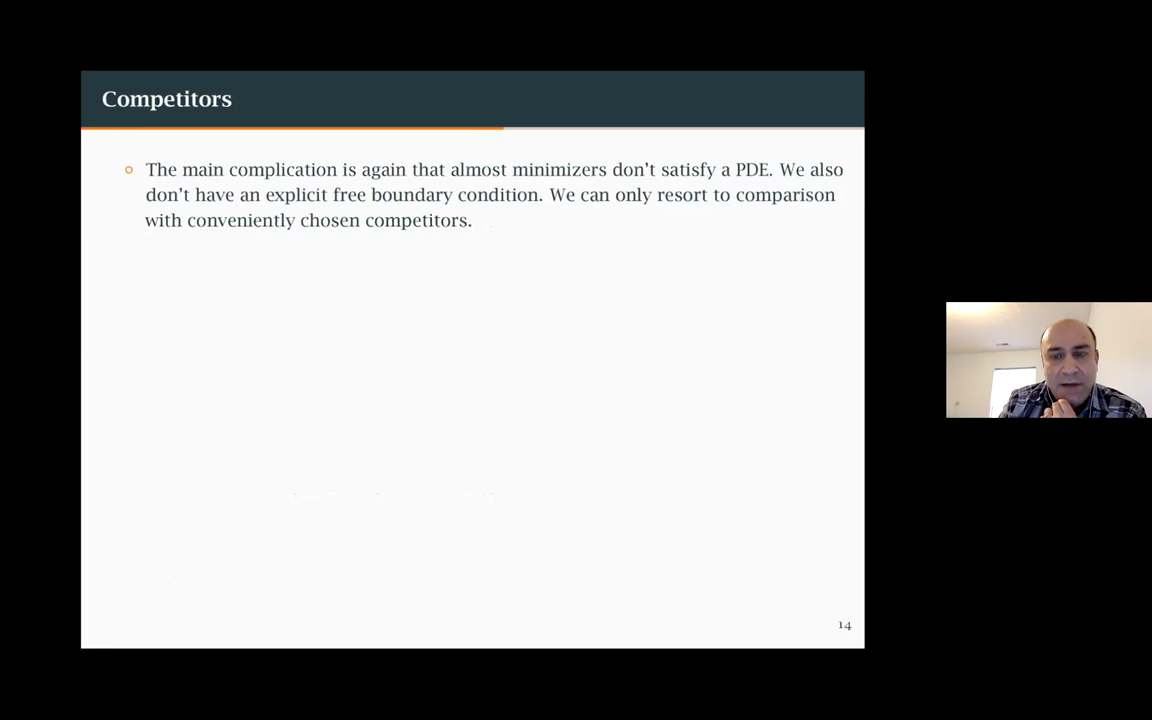 Competitors
The main complication is again that almost minimizers don't satisfy a PDE. We also
don't have an explicit free boundary condition. We can only resort to comparison
with conveniently chosen competitors.
14